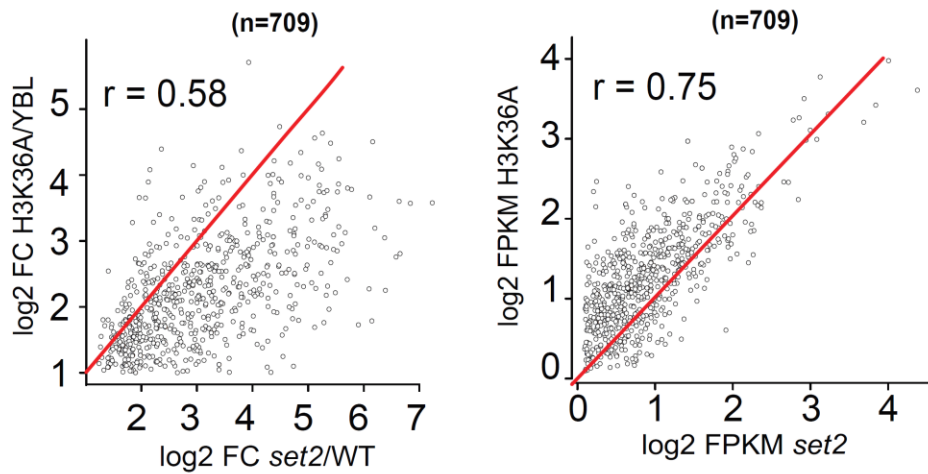 (n=709)
r = 0.58
log2 FC H3K36A/YBL
5
4
3
2
1
2 3 4 5 6 7
log2 FC set2/WT
(n=709)
r = 0.75
log2 FPKM H3K36A
4
3
2
1
0
0 1 2 3 4
log2 FPKM set2